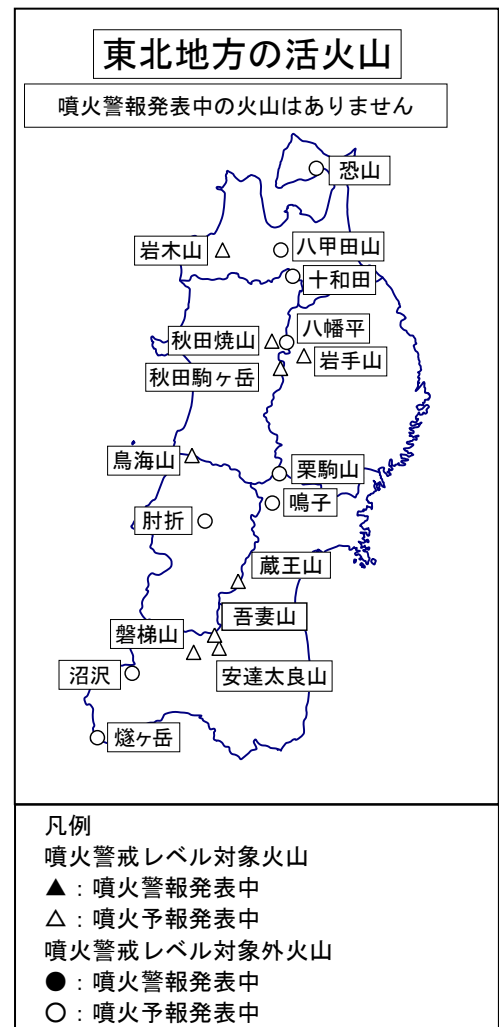 東北地方の活火山
噴火警報発表中の火山はありません
恐山
岩木山
八甲田山
十和田
秋田焼山
八幡平
岩手山
秋田駒ヶ岳
鳥海山
栗駒山
鳴子
肘折
蔵王山
吾妻山
磐梯山
安達太良山
沼沢
燧ヶ岳
凡例
噴火警戒レベル対象火山
▲：噴火警報発表中
△：噴火予報発表中
噴火警戒レベル対象外火山
●：噴火警報発表中
○：噴火予報発表中